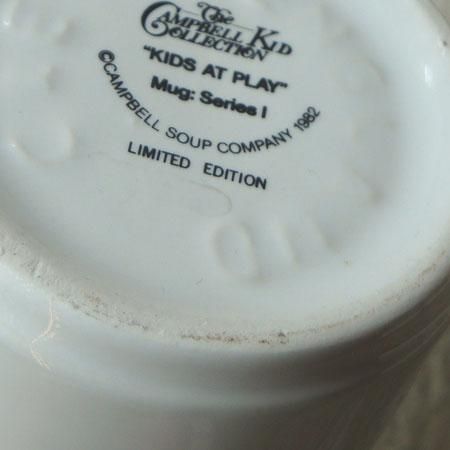 The
CAMPBELL KID
COLLECTION
"KIDS AT PLAY"
Mug: Series I
©CAMPBELL SOUP COMPANY 1982
LIMITED EDITION